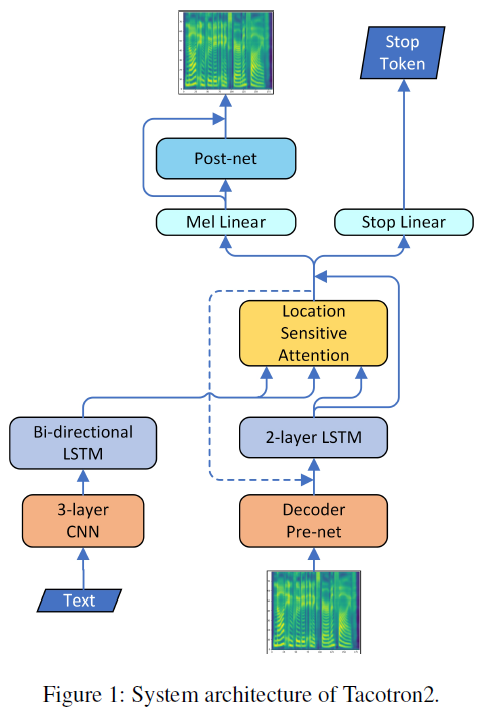 Stop
Token
Post-net
Mel Linear
Stop Linear
Location
Sensitive
Attention
Bi-directional
LSTM
2-layer LSTM
3-layer
CNN
Decoder
Pre-net
Text
Figure 1: System architecture of Tacotron2.